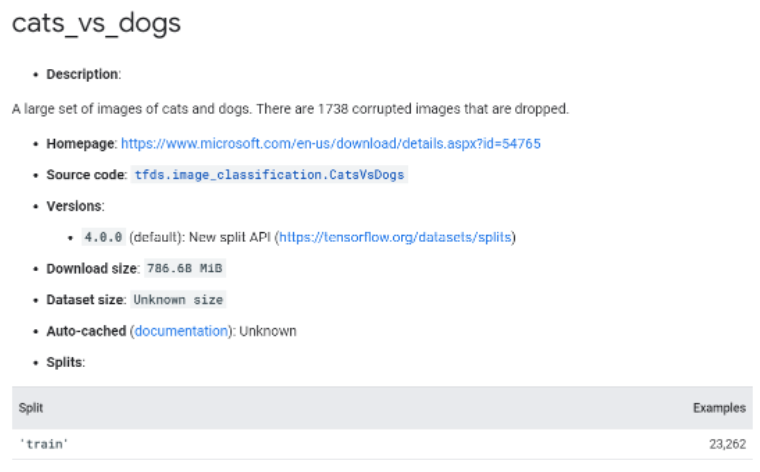 cats_vs_dogs
• Description:
A large set of images of cats and dogs. There are 1738 corrupted images that are dropped.
• Homepage: https://www.microsoft.com/en-us/download/details.aspx?id=54765
• Source code: tfds.image_classification.CatsVsDogs
• Versions:
• 4.0.0 (default): New split API (https://tensorflow.org/datasets/splits)
• Download size: 786.68 MiB
• Dataset size: Unknown size
• Auto-cached (documentation): Unknown
• Splits:
Split Examples
'train' 23,262